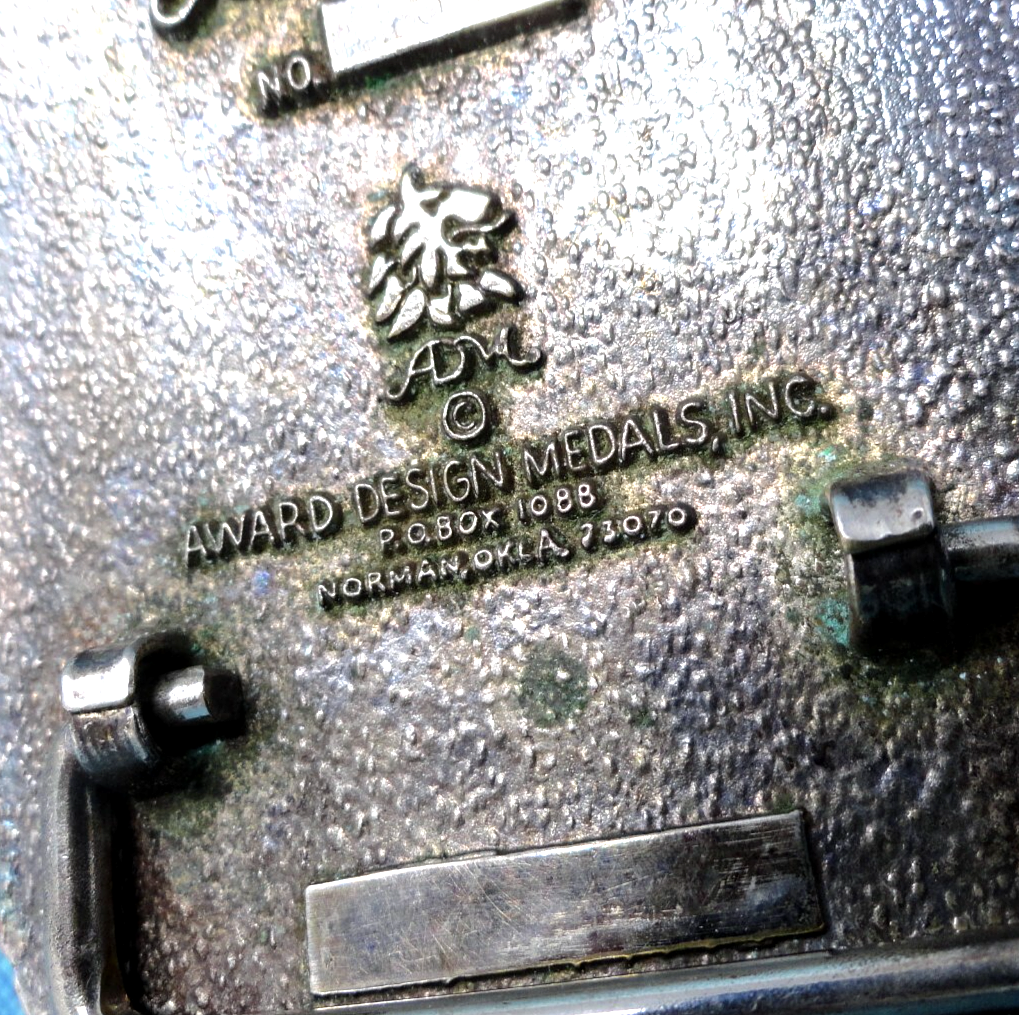 NO.
ADM
©
AWARD DESIGN MEDALS, INC.
P.O.BOX 1088
NORMAN, OKLA. 73070